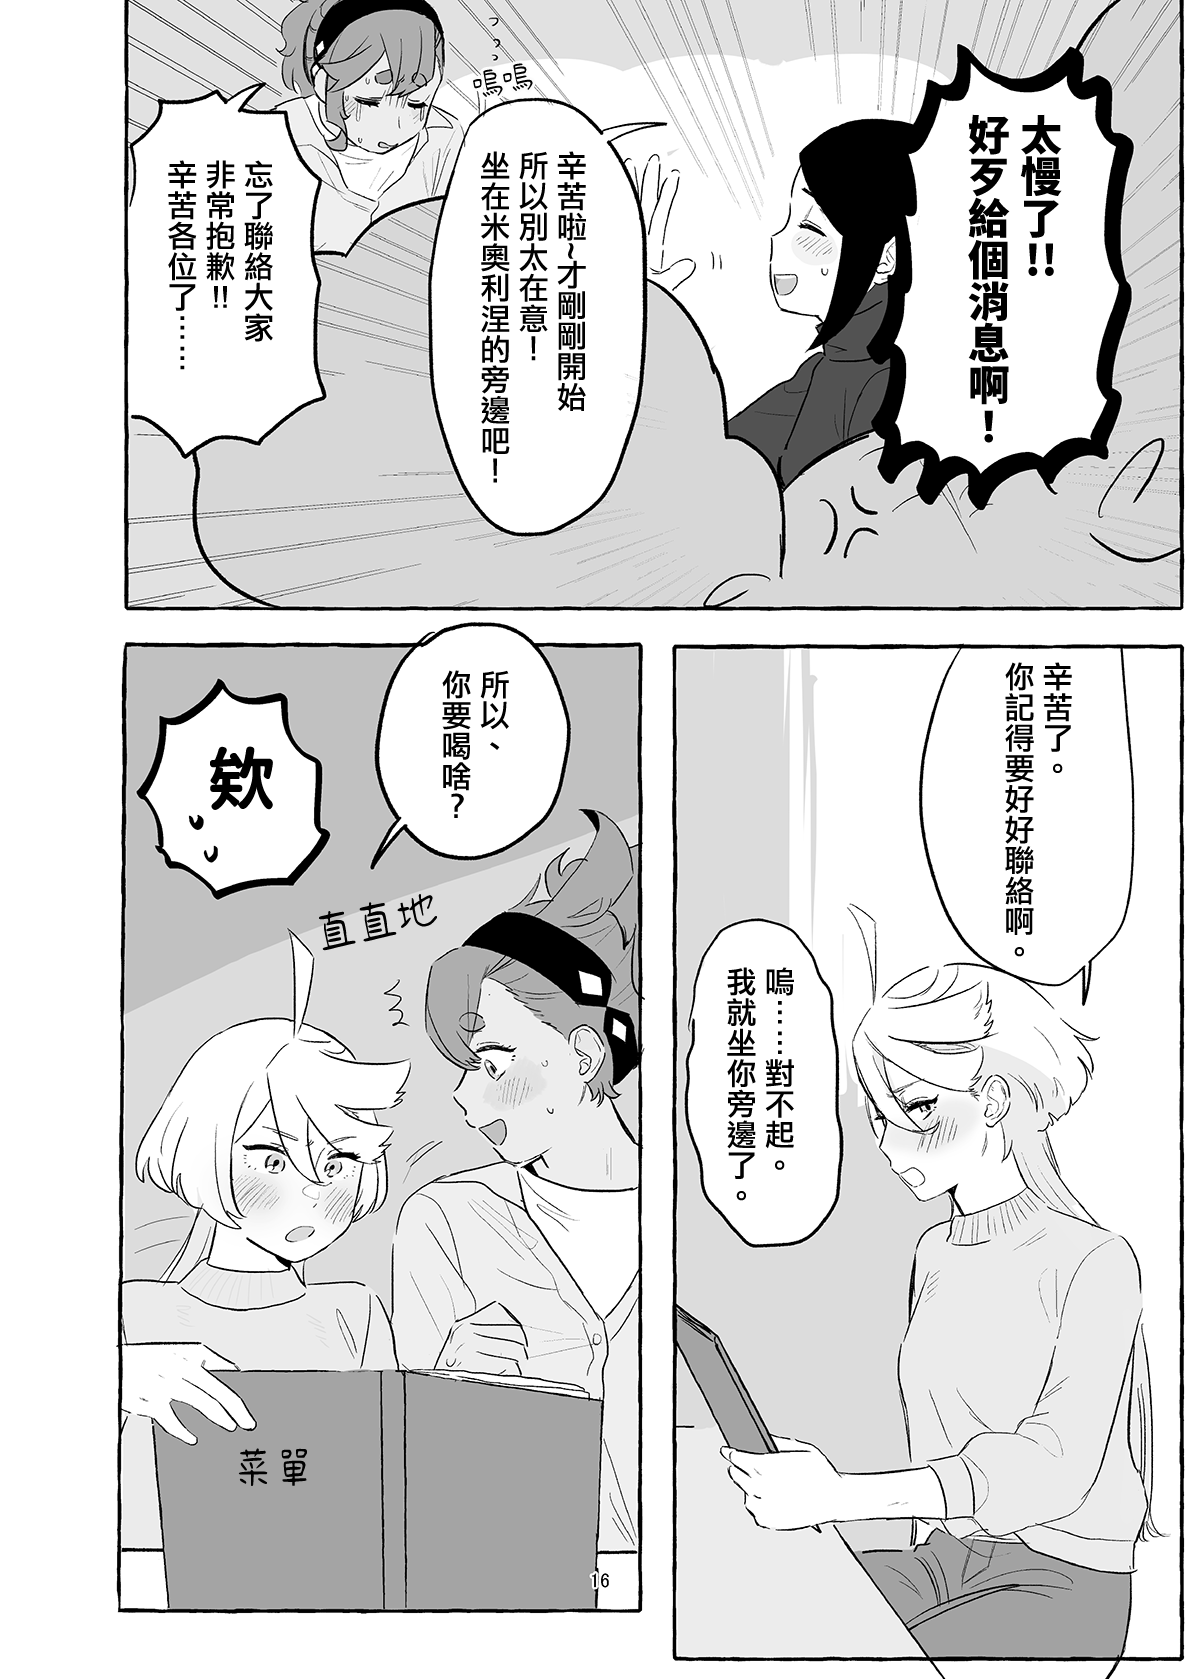 太慢了!!
好歹給個消息啊！
辛苦啦~才剛剛開始
所以別太在意！
坐在米奧利涅的旁邊吧！
嗚嗚
っっっ
忘了聯絡大家
非常抱歉!!
辛苦各位了……
辛苦了。
你記得要好好聯絡啊。
嗚……對不起。
我就坐你旁邊了。
所以、
你要喝啥？
欸
直直地
菜單
16